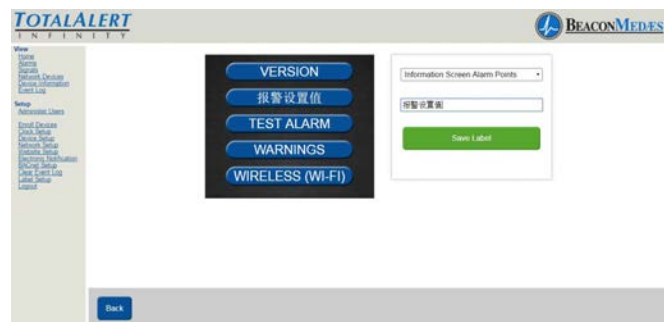 TOTALALERT
INFINITY
BEACONMEDÆS
View
Home
Alarms
Signals
Network Devices
Device Information
Event Log
Setup
Administer Users
Enroll Devices
Clock Setup
Device Setup
Network Setup
Website Setup
Electronic Notification
BACnet Setup
Clear Event Log
Label Setup
Logout
VERSION
报警设置值
TEST ALARM
WARNINGS
WIRELESS (WI-FI)
Information Screen Alarm Points
报警设置值
Save Label
Back